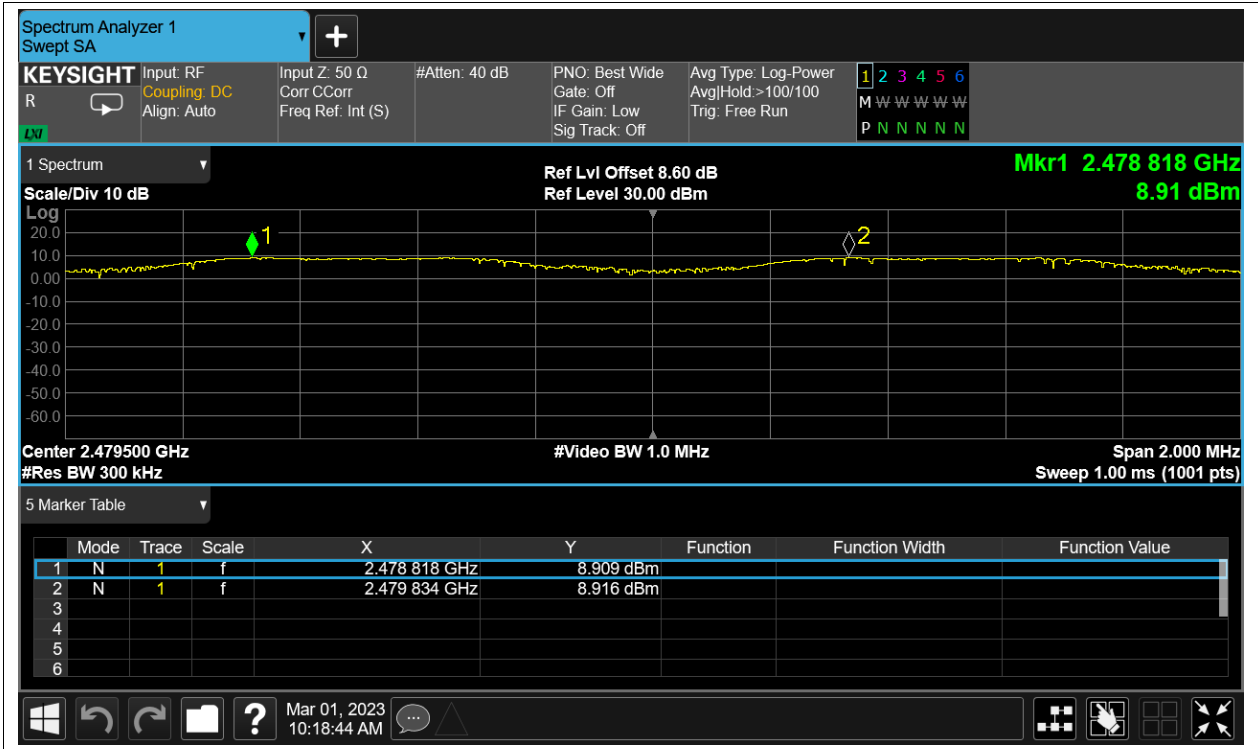 Spectrum Analyzer 1
Swept SA
+
KEYSIGHT Input: RF Input Z: 50 Ω #Atten: 40 dB PNO: Best Wide Avg Type: Log-Power 1 2 3 4 5 6
R Coupling: DC Corr CCorr Gate: Off Avg|Hold:>100/100 M W W W W W
Align: Auto Freq Ref: Int (S) IF Gain: Low Trig: Free Run
LXI Sig Track: Off P N N N N N
1 Spectrum Ref Lvl Offset 8.60 dB Mkr1 2.478 818 GHz
Scale/Div 10 dB Ref Level 30.00 dBm 8.91 dBm
Log
20.0
1 2
10.0
0.00
-10.0
-20.0
-30.0
-40.0
-50.0
-60.0
Center 2.479500 GHz #Video BW 1.0 MHz Span 2.000 MHz
#Res BW 300 kHz Sweep 1.00 ms (1001 pts)
5 Marker Table
Mode Trace Scale X Y Function Function Width Function Value
1 N 1 f 2.478 818 GHz 8.909 dBm
2 N 1 f 2.479 834 GHz 8.916 dBm
3
4
5
6
? Mar 01, 2023
10:18:44 AM